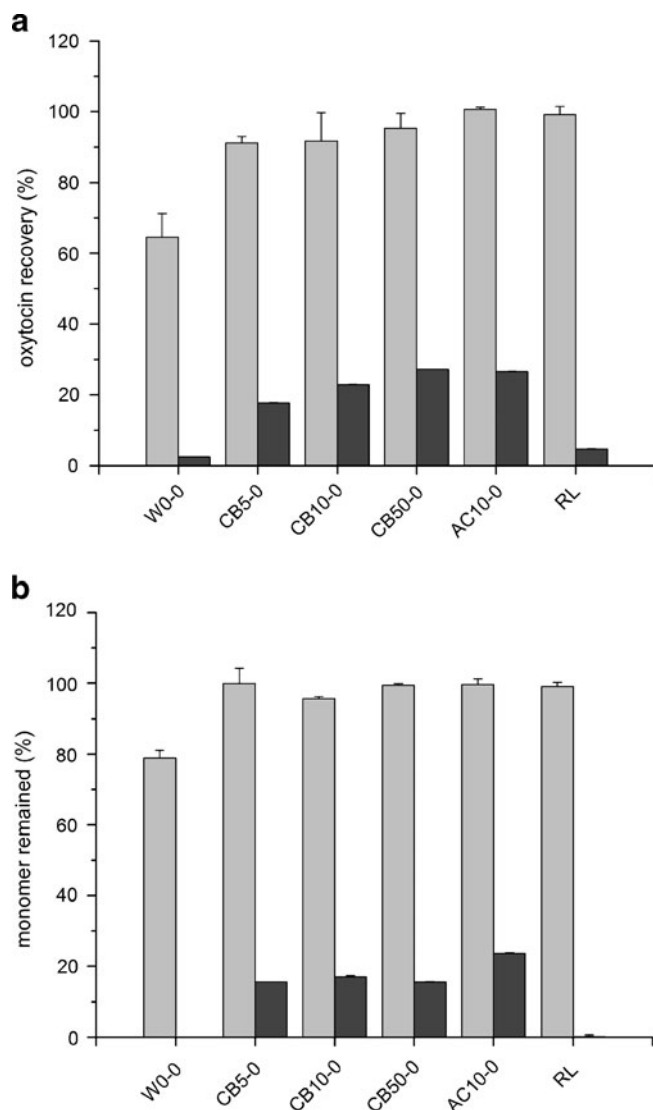 a
120
100
80
60
40
20
0
oxytocin recovery (%)
W0-0
CB5-0
CB10-0
CB50-0
AC10-0
RL
b
120
100
80
60
40
20
0
monomer remained (%)
W0-0
CB5-0
CB10-0
CB50-0
AC10-0
RL